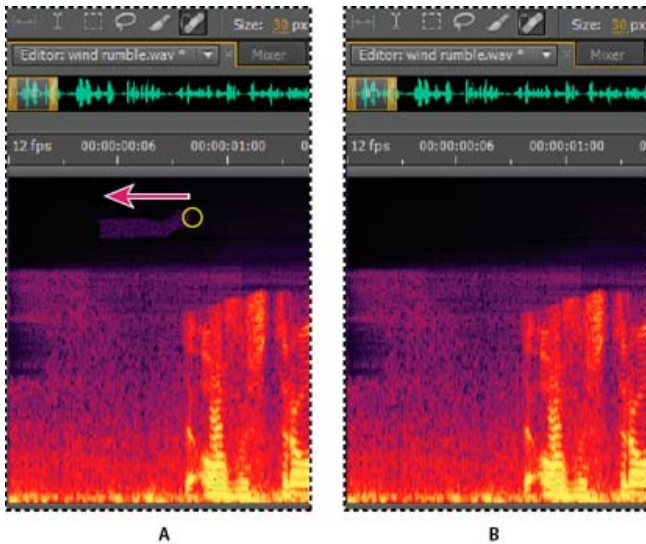 Size: 30 px
Editor: wind rumble.wav *
Mixer
12 fps 00:00:00:06 00:00:01:00 0
A
Size: 30 px
Editor: wind rumble.wav *
Mixer
12 fps 00:00:00:06 00:00:01:00
B